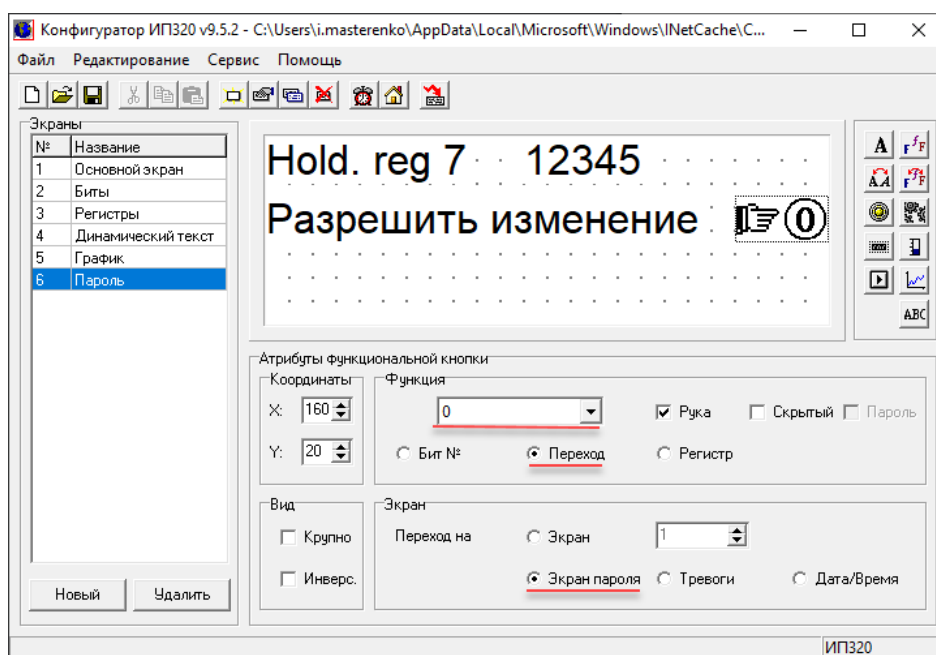 Конфигуратор ИП320 v9.5.2 - C:\Users\i.masterenko\AppData\Local\Microsoft\Windows\INetCache\C...
Файл Редактирование Сервис Помощь
Экраны
№ Название
1 Основной экран
2 Биты
3 Регистры
4 Динамический текст
5 График
6 Пароль
Новый Удалить
Hold. reg 7 12345
Разрешить изменение 0
A fFF
AA FFF
ABC
Атрибуты функциональной кнопки
Координаты
X: 160
Y: 20
Функция
0
Рука Скрытый Пароль
Бит № Переход Регистр
Вид
Крупно
Инверс.
Экран
Переход на Экран 1
Экран пароля Тревоги Дата/Время
ИП320